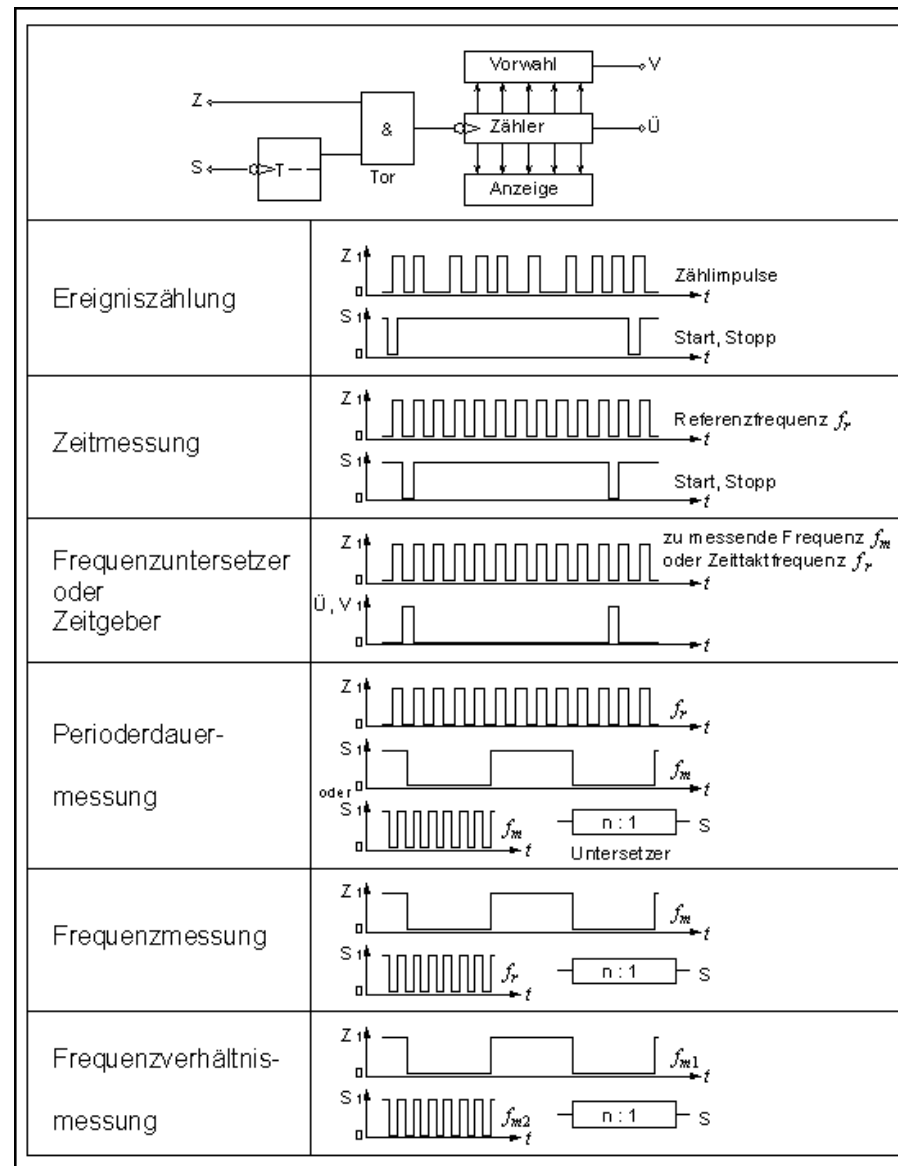 Vorwahl V
Z
& Zähler Ü
S T
Tor
Anzeige
Ereigniszählung
Z 1
0
Zählimpulse
t
S 1
0
Start, Stopp
t
Zeitmessung
Z 1
0
Referenzfrequenz fr
t
S 1
0
Start, Stopp
t
Frequenzuntersetzer
oder
Zeitgeber
Z 1
0
zu messende Frequenz fm
oder Zeittaktfrequenz fr
t
Ü, V 1
0
t
Perioderdauer-
messung
Z 1
0
fr
t
S 1
0
fm
t
oder
S 1
0
fm
t
n : 1 S
Untersetzer
Frequenzmessung
Z 1
0
fm
t
S 1
0
fr
t
n : 1 S
Frequenzverhältnis-
messung
Z 1
0
fm1
t
S 1
0
fm2
t
n : 1 S